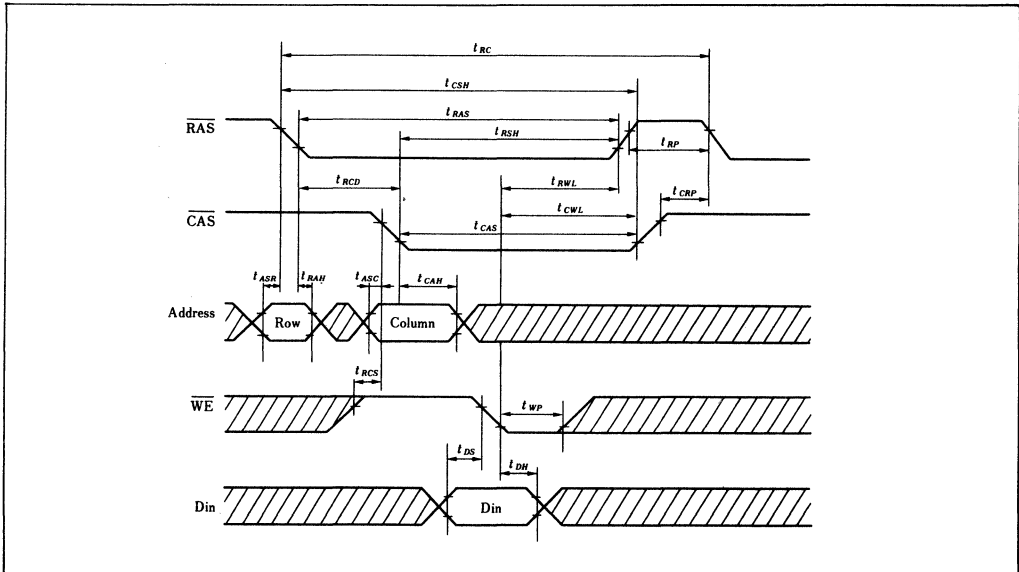 tRC
tCSH
RAS
tRAS
tRSH
tRP
tRCD
tRWL
tCRP
CAS
tCWL
tCAS
tASR
tRAH
tASC
tCAH
Address
Row
Column
tRCS
WE
tWP
tDS
tDH
Din
Din